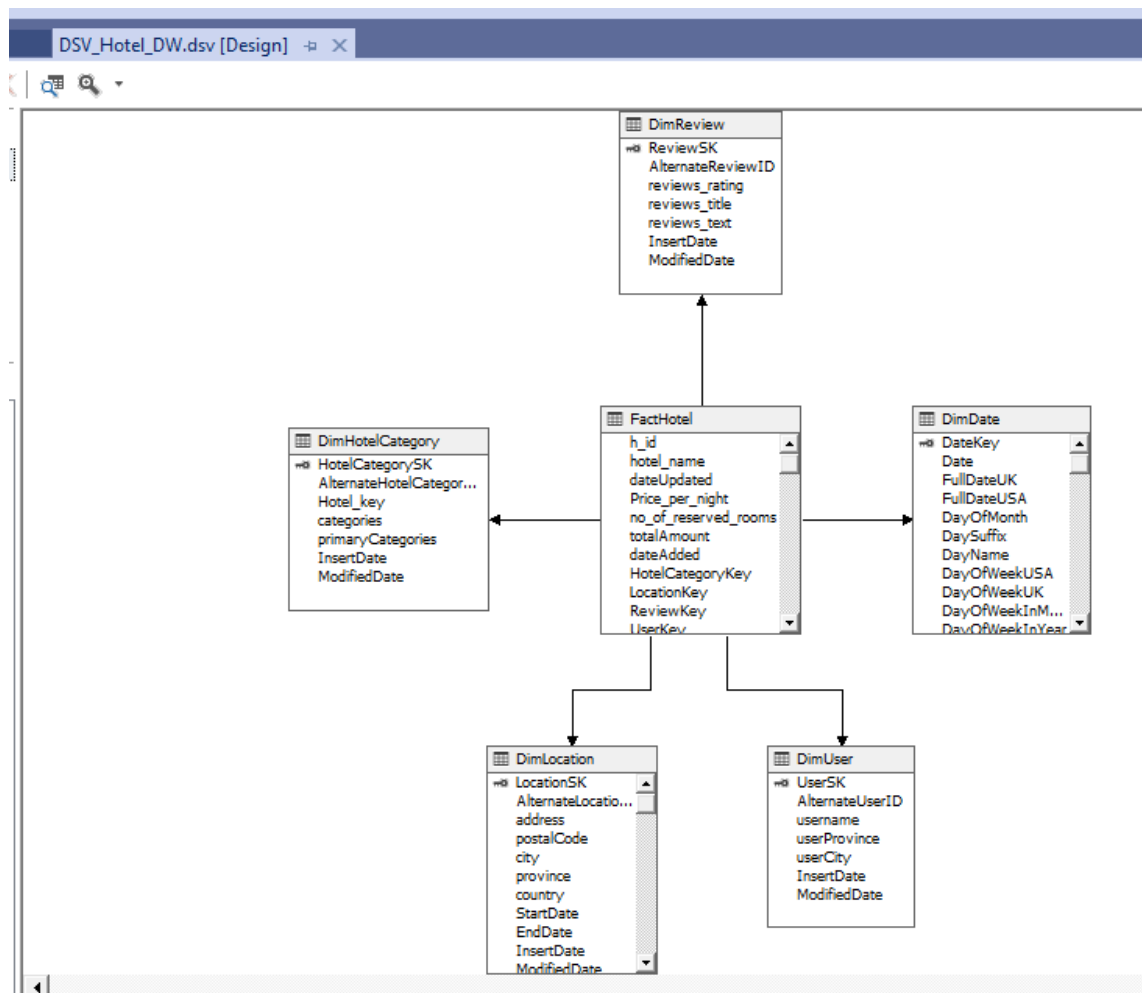 DSV_Hotel_DW.dsv [Design]
DimReview
ReviewSK
AlternateReviewID
reviews_rating
reviews_title
reviews_text
InsertDate
ModifiedDate
DimHotelCategory
HotelCategorySK
AlternateHotelCategor...
Hotel_key
categories
primaryCategories
InsertDate
ModifiedDate
FactHotel
h_id
hotel_name
dateUpdated
Price_per_night
no_of_reserved_rooms
totalAmount
dateAdded
HotelCategoryKey
LocationKey
ReviewKey
UserKey
DimDate
DateKey
Date
FullDateUK
FullDateUSA
DayOfMonth
DaySuffix
DayName
DayOfWeekUSA
DayOfWeekUK
DayOfWeekInM...
DayOfWeekInYear
DimLocation
LocationSK
AlternateLocatio...
address
postalCode
city
province
country
StartDate
EndDate
InsertDate
ModifiedDate
DimUser
UserSK
AlternateUserID
username
userProvince
userCity
InsertDate
ModifiedDate